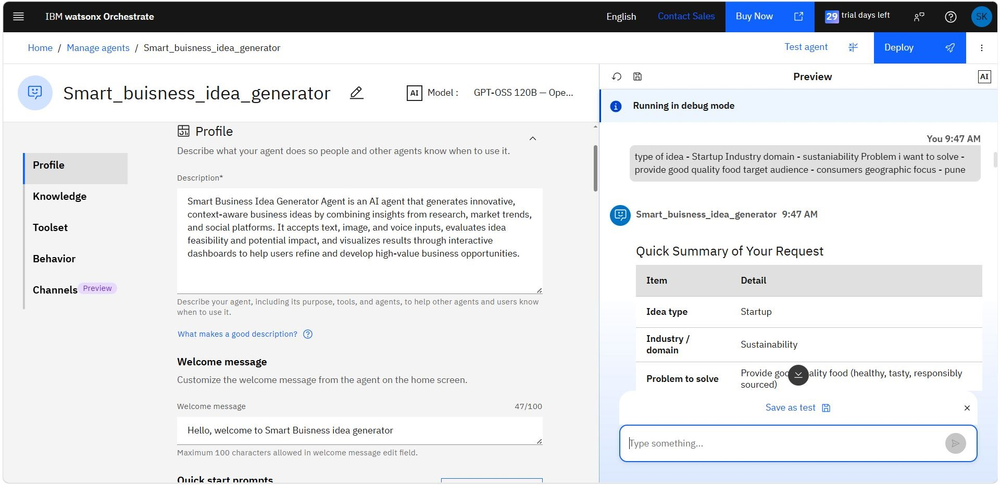 IBM watsonx Orchestrate
English
Contact Sales
Buy Now
29 trial days left
SK
Home / Manage agents / Smart_buisness_idea_generator
Test agent
Deploy
Smart_buisness_idea_generator
AI Model : GPT-OSS 120B — Ope...
Profile
Knowledge
Toolset
Behavior
Channels Preview
Profile
Describe what your agent does so people and other agents know when to use it.
Description*
Smart Business Idea Generator Agent is an AI agent that generates innovative,
context-aware business ideas by combining insights from research, market trends,
and social platforms. It accepts text, image, and voice inputs, evaluates idea
feasibility and potential impact, and visualizes results through interactive
dashboards to help users refine and develop high-value business opportunities.
Describe your agent, including its purpose, tools, and agents, to help other agents and users know
when to use it.
What makes a good description?
Welcome message
Customize the welcome message from the agent on the home screen.
Welcome message 47/100
Hello, welcome to Smart Buisness idea generator
Maximum 100 characters allowed in welcome message edit field.
Quick start prompts
Preview
AI
Running in debug mode
You 9:47 AM
type of idea - Startup Industry domain - sustaniability Problem i want to solve -
provide good quality food target audience - consumers geographic focus - pune
Smart_buisness_idea_generator 9:47 AM
Quick Summary of Your Request
Item Detail
Idea type Startup
Industry /
domain
Sustainability
Problem to solve
Provide goo ality food (healthy, tasty, responsibly
sourced)
Save as test
Type something...